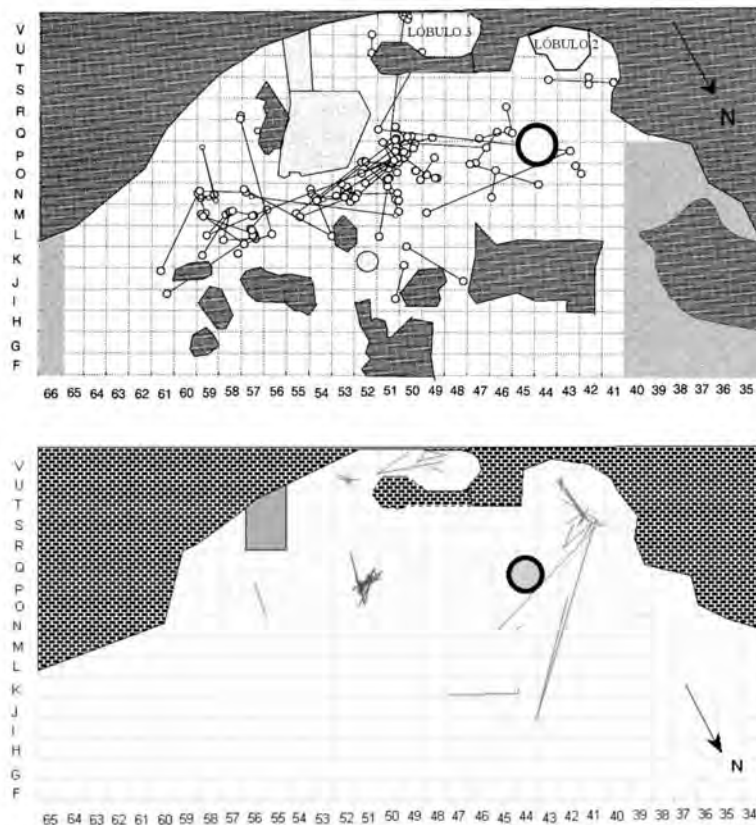 V
LÓBULO 3
U
LÓBULO 2
T
S
R
N
Q
P
O
N
M
L
K
J
I
H
G
F
66 65 64 63 62 61 60 59 58 57 56 55 54 53 52 51 50 49 48 47 46 45 44 43 42 41 40 39 38 37 36 35
V
U
T
S
R
Q
P
O
N
M
L
K
J
I
H
N
G
F
65 64 63 62 61 60 59 58 57 56 55 54 53 52 51 50 49 48 47 46 45 44 43 42 41 40 39 38 37 36 35 34